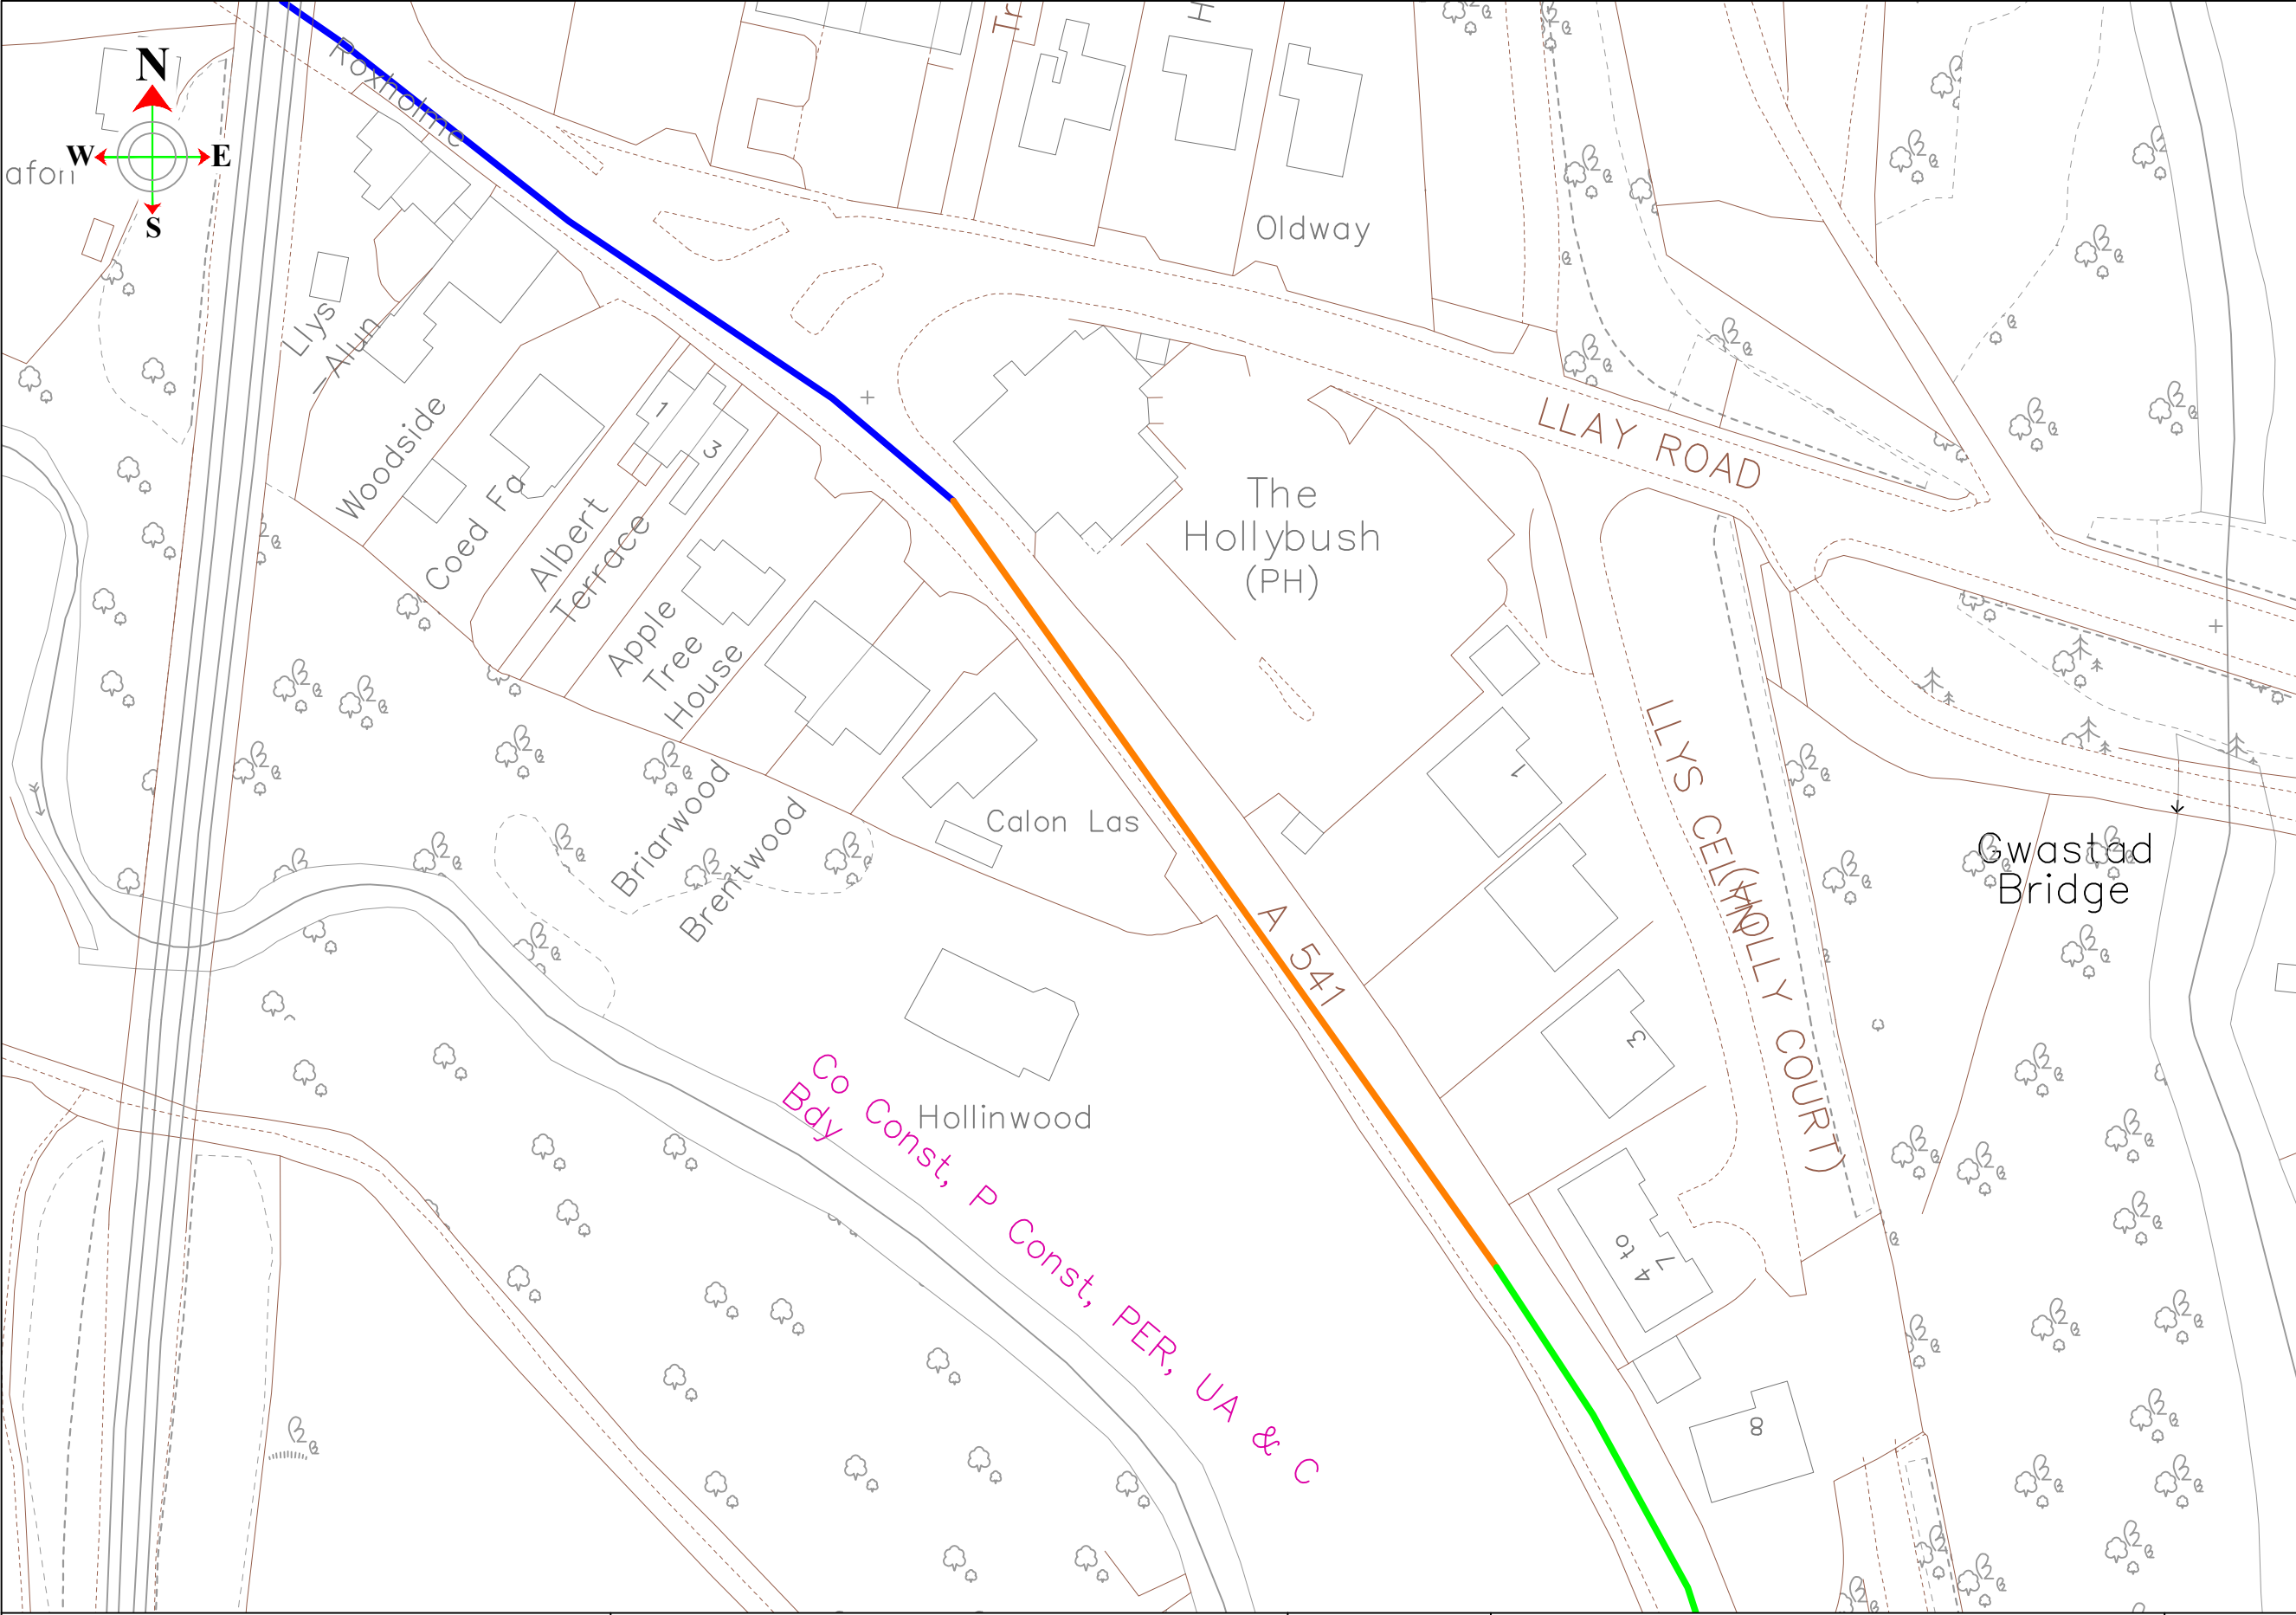 N
W
E
S
afon
Roxholme
Tr
H
Oldway
Llys
Alun
Woodside
Coed Fa
1
3
Albert
Terrace
Apple
Tree
House
Briarwood
Brentwood
Calon Las
The
Hollybush
(PH)
LLAY ROAD
LLYS CELYN
(HOLLY COURT)
Gwastad
Bridge
1
3
4 to
7
8
A 541
Hollinwood
Co Const, P Const, PER, UA & C
Bdy